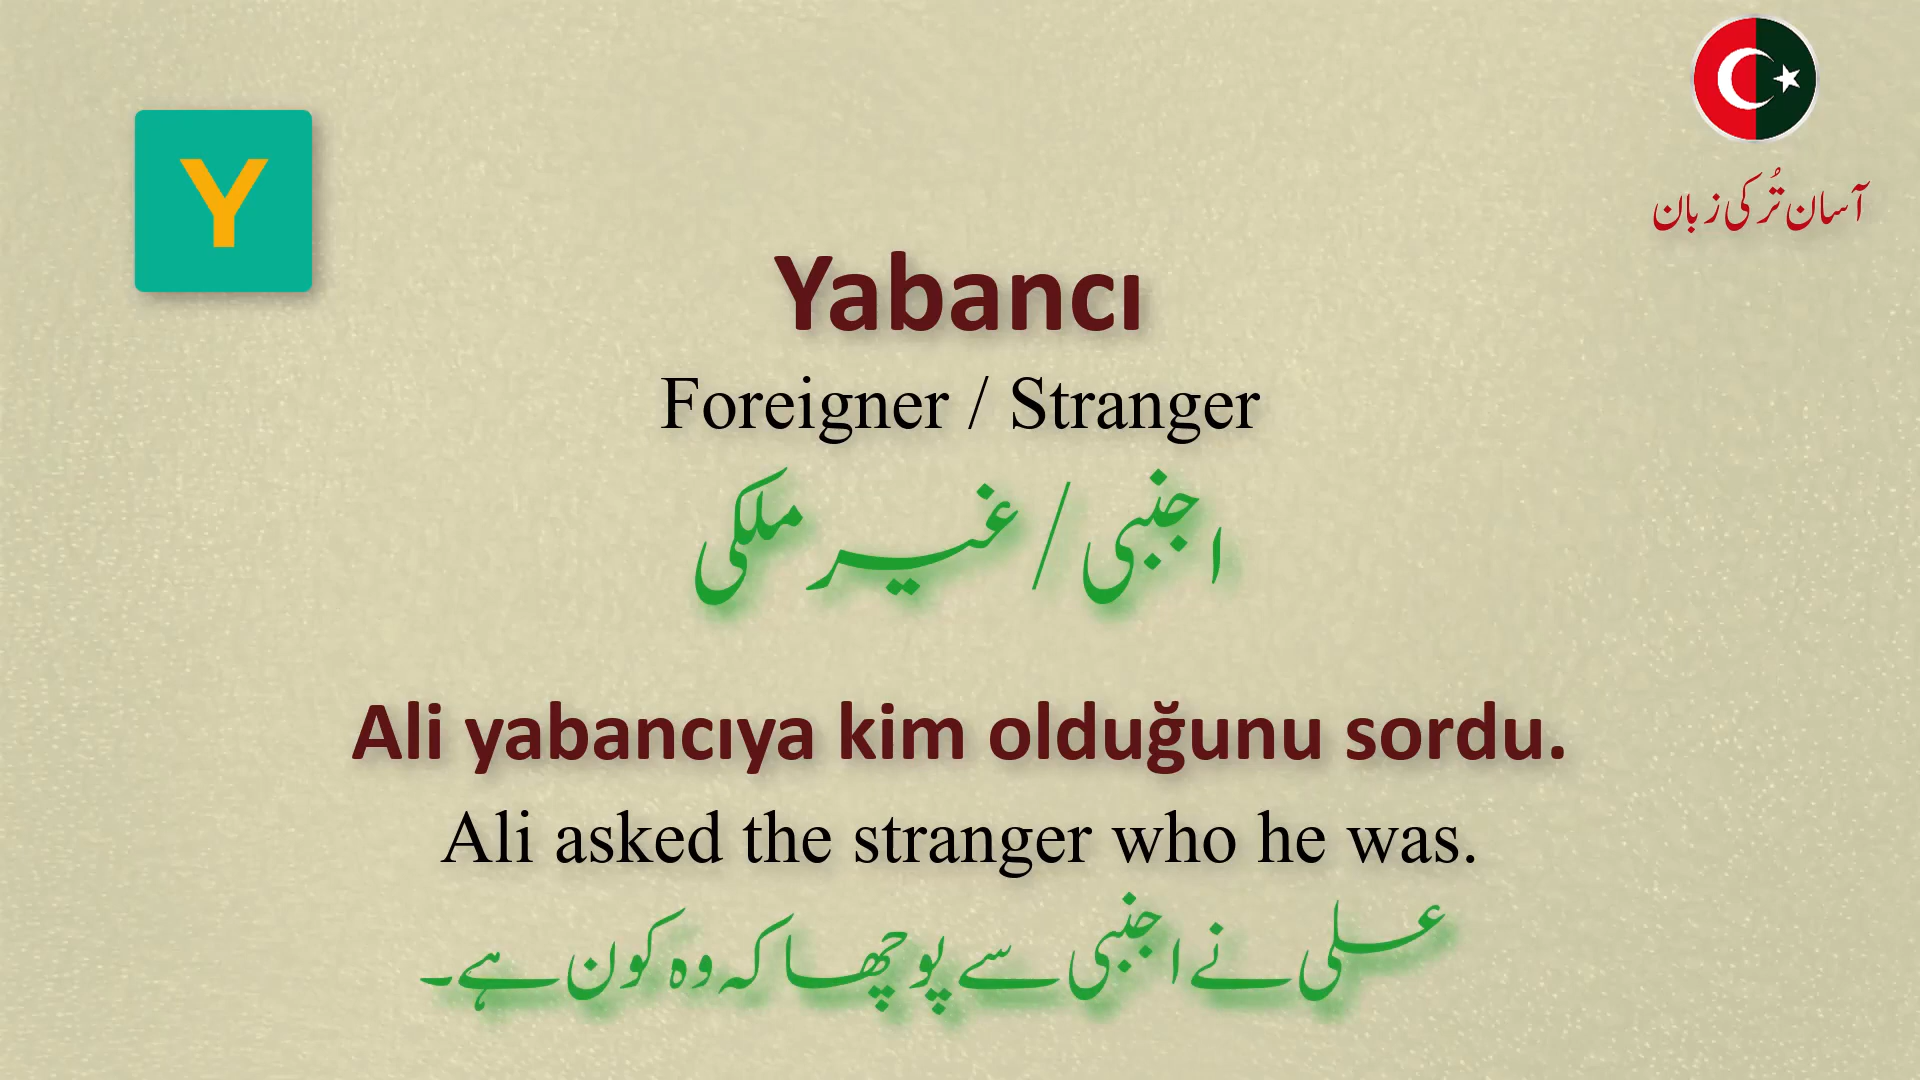 Y
آسان تُرکی زبان
Yabancı
Foreigner / Stranger
اجنبی / غیر ملکی
Ali yabancıya kim olduğunu sordu.
Ali asked the stranger who he was.
علی نے اجنبی سے پوچھا کہ وہ کون ہے۔